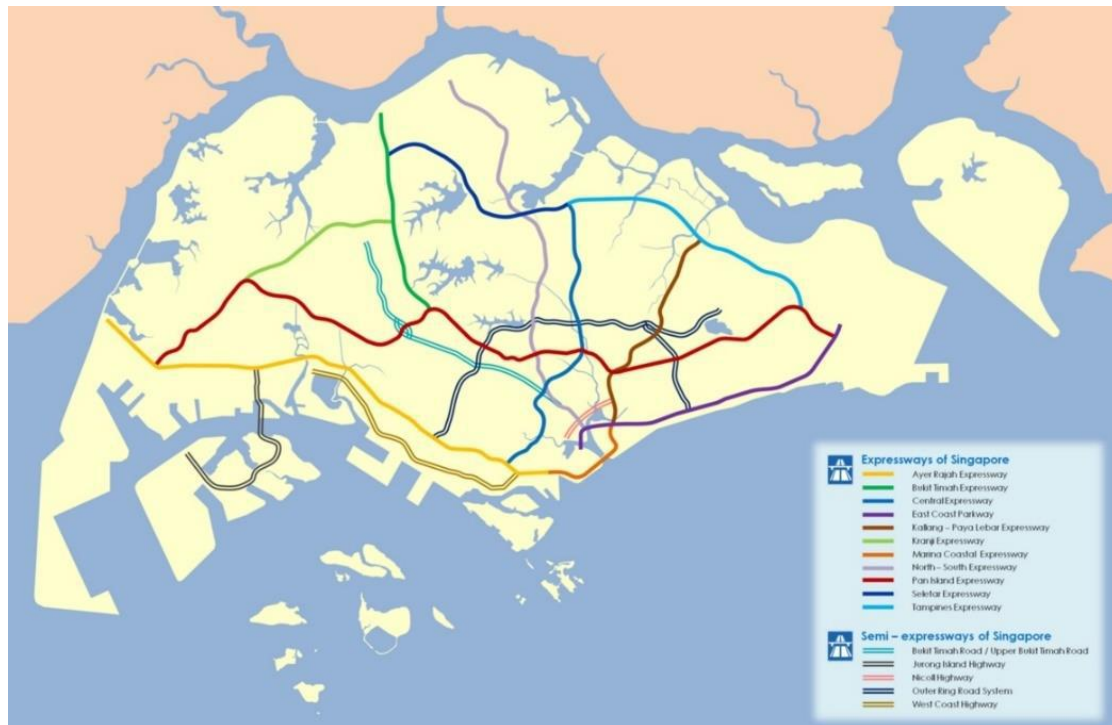 Expressways of Singapore
Ayer Rajah Expressway
Bukit Timah Expressway
Central Expressway
East Coast Parkway
Kallang – Paya Lebar Expressway
Kranji Expressway
Marina Coastal Expressway
North – South Expressway
Pan Island Expressway
Seletar Expressway
Tampines Expressway
Semi – expressways of Singapore
Bukit Timah Road / Upper Bukit Timah Road
Jurong Island Highway
Nicoll Highway
Outer Ring Road System
West Coast Highway